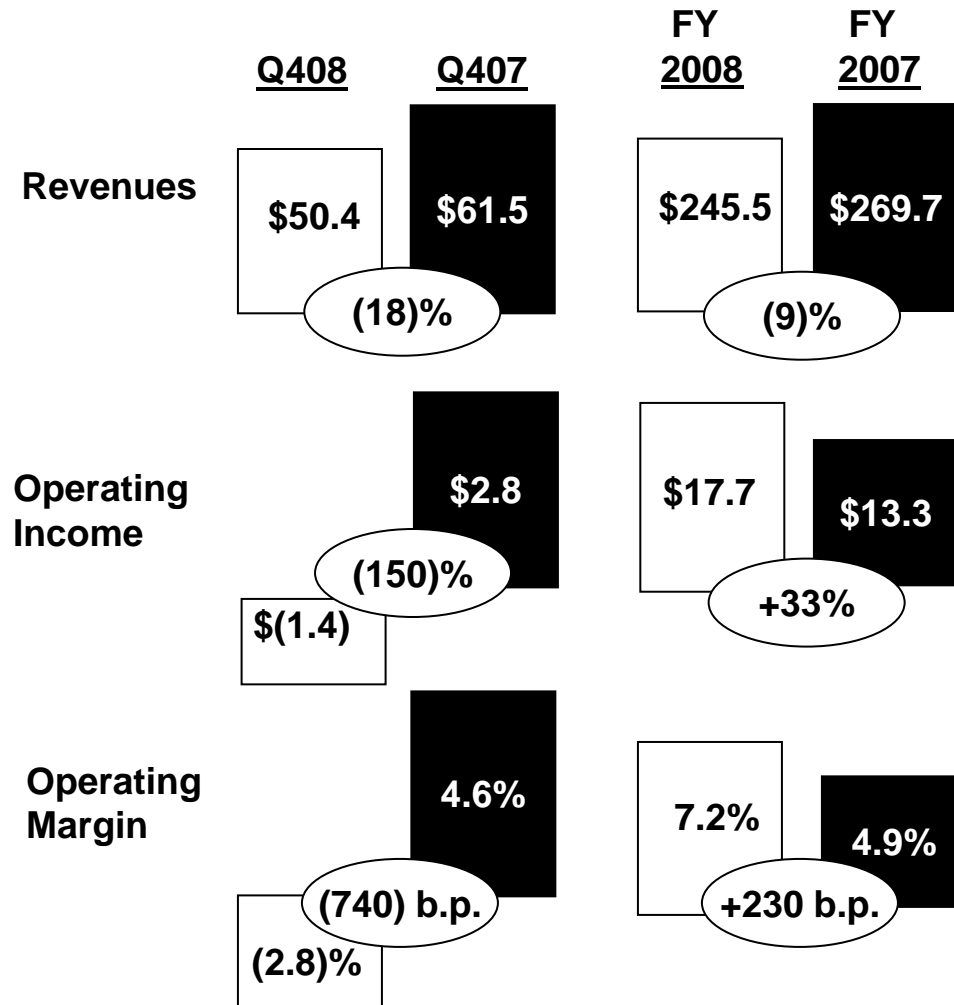 FY FY
Q408 Q407 2008 2007
Revenues
$50.4 $61.5 $245.5 $269.7
(18)% (9)%
Operating
Income
$2.8 $17.7 $13.3
(150)% +33%
$(1.4)
Operating
Margin
4.6% 7.2% 4.9%
(740) b.p. +230 b.p.
(2.8)%